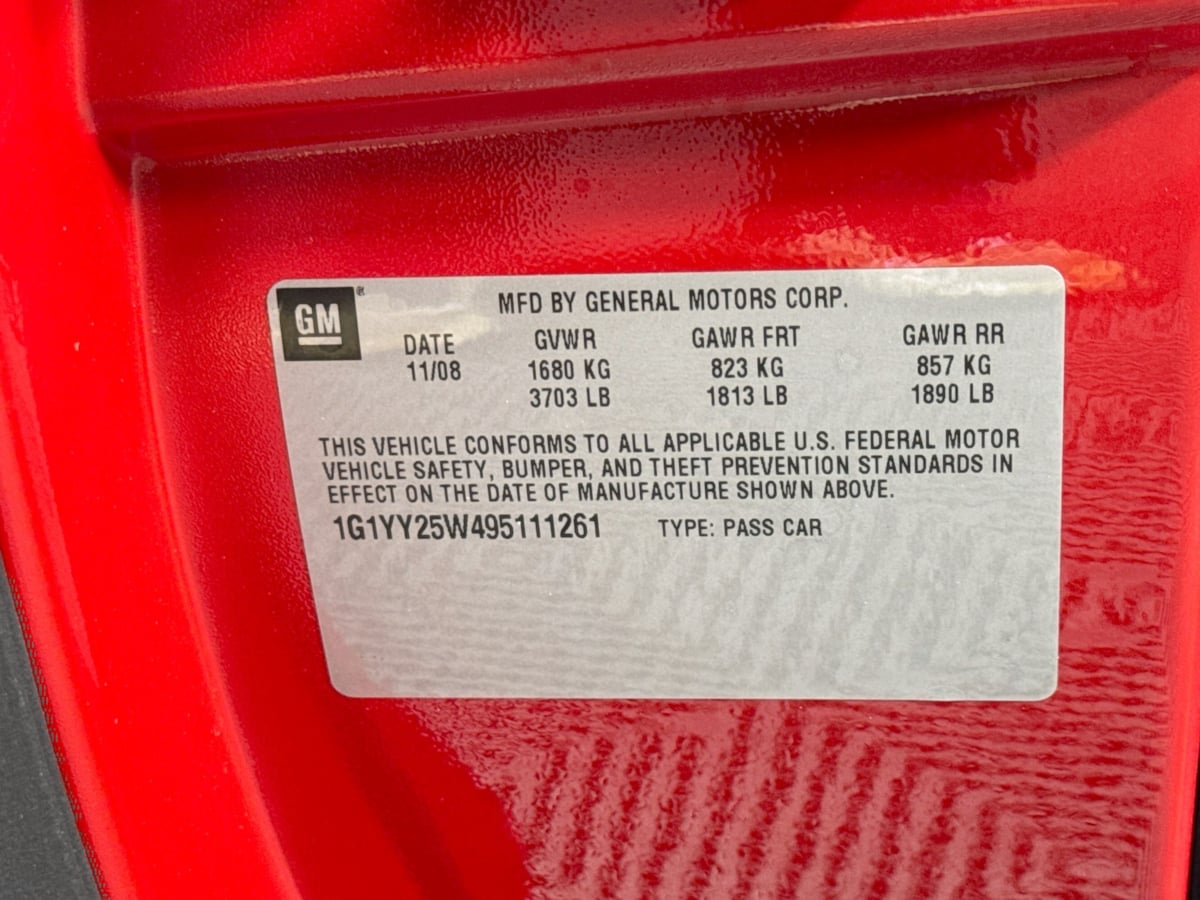 GM ®
MFD BY GENERAL MOTORS CORP.
DATE GVWR GAWR FRT GAWR RR
11/08 1680 KG 823 KG 857 KG
3703 LB 1813 LB 1890 LB
THIS VEHICLE CONFORMS TO ALL APPLICABLE U.S. FEDERAL MOTOR
VEHICLE SAFETY, BUMPER, AND THEFT PREVENTION STANDARDS IN
EFFECT ON THE DATE OF MANUFACTURE SHOWN ABOVE.
1G1YY25W495111261 TYPE: PASS CAR